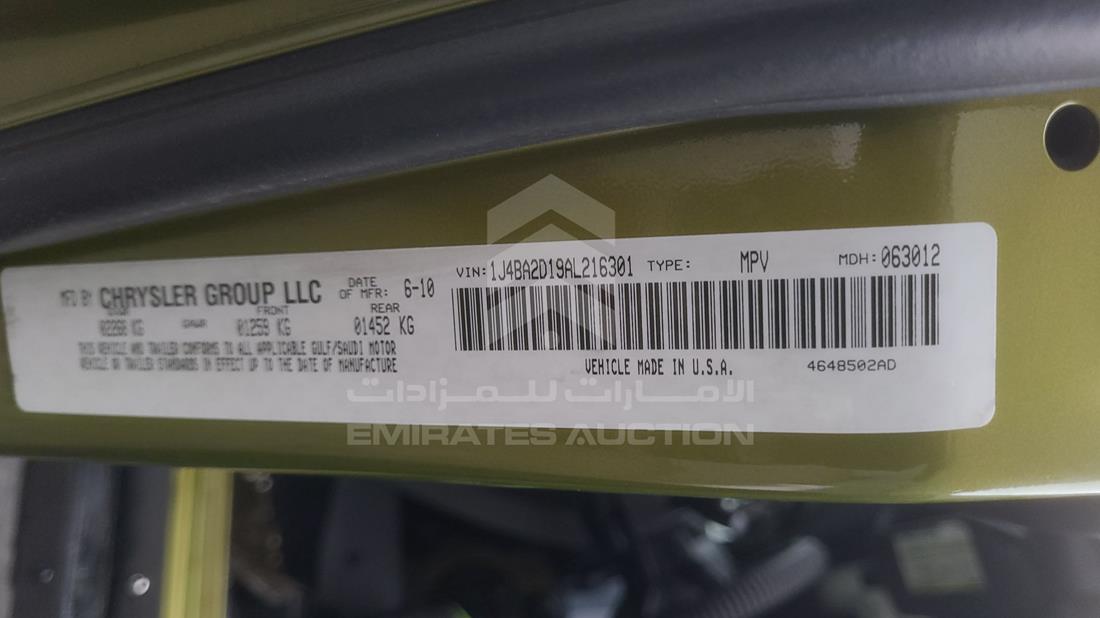 MFD BY CHRYSLER GROUP LLC DATE OF MFR: 6-10
VIN: 1J4BA2D19AL216301 TYPE: MPV MDH: 063012
GVWR FRONT REAR
KG GAWR 01259 KG 01452 KG
THIS VEHICLE AND TRAILER CONFORMS TO ALL APPLICABLE GULF/SAUDI MOTOR
VEHICLE OR TRAILER STANDARDS IN EFFECT UP TO THE DATE OF MANUFACTURE
VEHICLE MADE IN U.S.A. 4648502AD
الامارات للمزادات
EMIRATES AUCTION